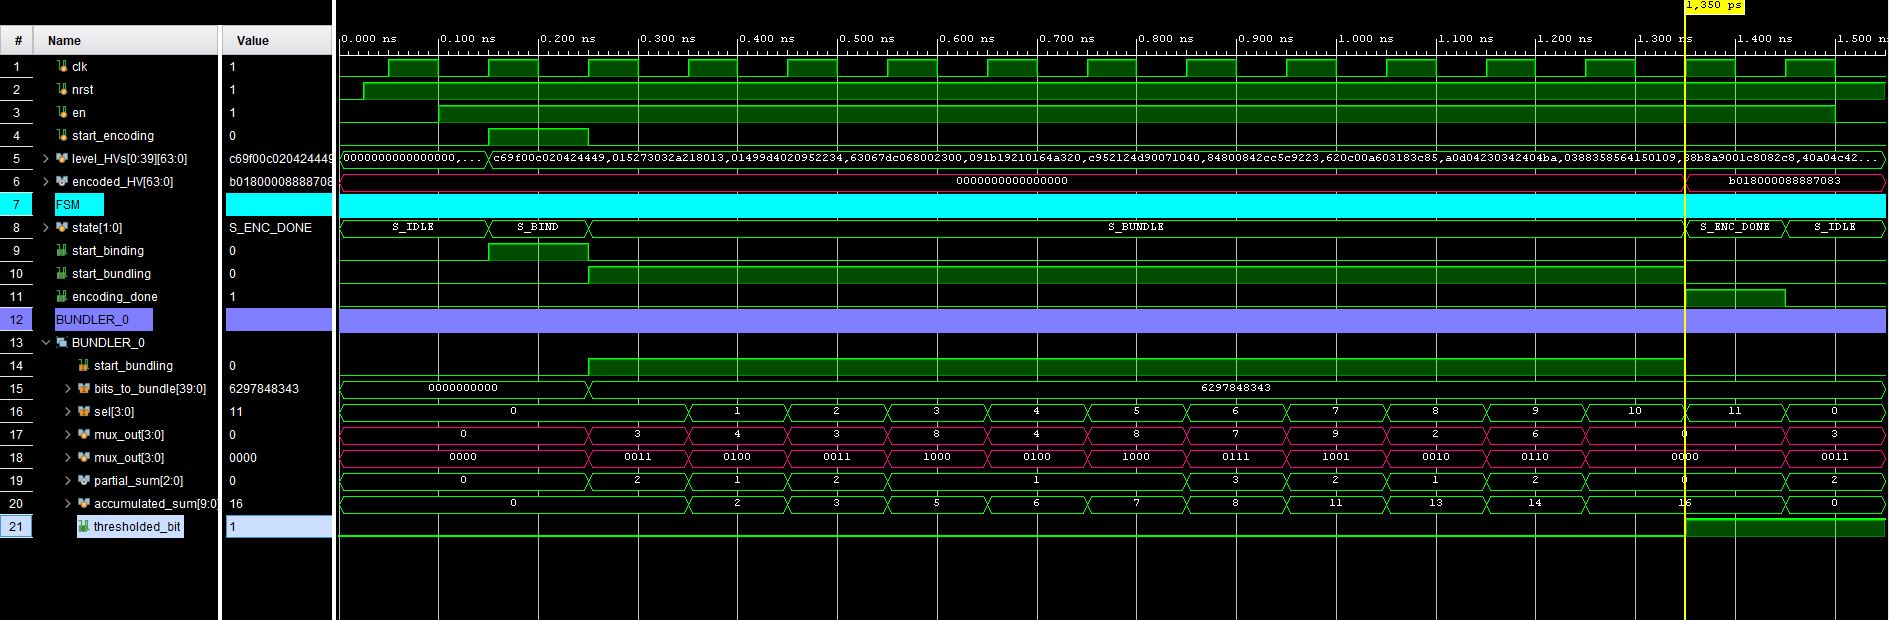 1,350 ps
# Name Value
0.000 ns 0.100 ns 0.200 ns 0.300 ns 0.400 ns 0.500 ns 0.600 ns 0.700 ns 0.800 ns 0.900 ns 1.000 ns 1.100 ns 1.200 ns 1.300 ns 1.400 ns 1.500 ns
1 clk 1
2 nrst 1
3 en 1
4 start_encoding 0
5 level_HVs[0:39][63:0] c69f00c020424449 0000000000000000,... c69f00c020424449,015273032a218013,01499d4020952234,63067dc068002300,091b19210164a320,c952124d90071040,84800842cc5c9223,620c00a603183c85,a0d04230342404ba,0388358564150109,88b8a9001c8082c8,40a04c42...
6 encoded_HV[63:0] b01800008888708 0000000000000000 b018000088887083
7 FSM
8 state[1:0] S_ENC_DONE S_IDLE S_BIND S_BUNDLE S_ENC_DONE S_IDLE
9 start_binding 0
10 start_bundling 0
11 encoding_done 1
12 BUNDLER_0
13 BUNDLER_0
14 start_bundling 0
15 bits_to_bundle[39:0] 6297848343 0000000000 6297848343
16 sel[3:0] 11 0 1 2 3 4 5 6 7 8 9 10 11 0
17 mux_out[3:0] 0 0 3 4 3 8 4 8 7 9 2 6 0 3
18 mux_out[3:0] 0000 0000 0011 0100 0011 1000 0100 1000 0111 1001 0010 0110 0000 0011
19 partial_sum[2:0] 0 0 2 1 2 1 3 2 1 2 0 2
20 accumulated_sum[9:0] 16 0 2 3 5 6 7 8 11 13 14 16 0
21 thresholded_bit 1